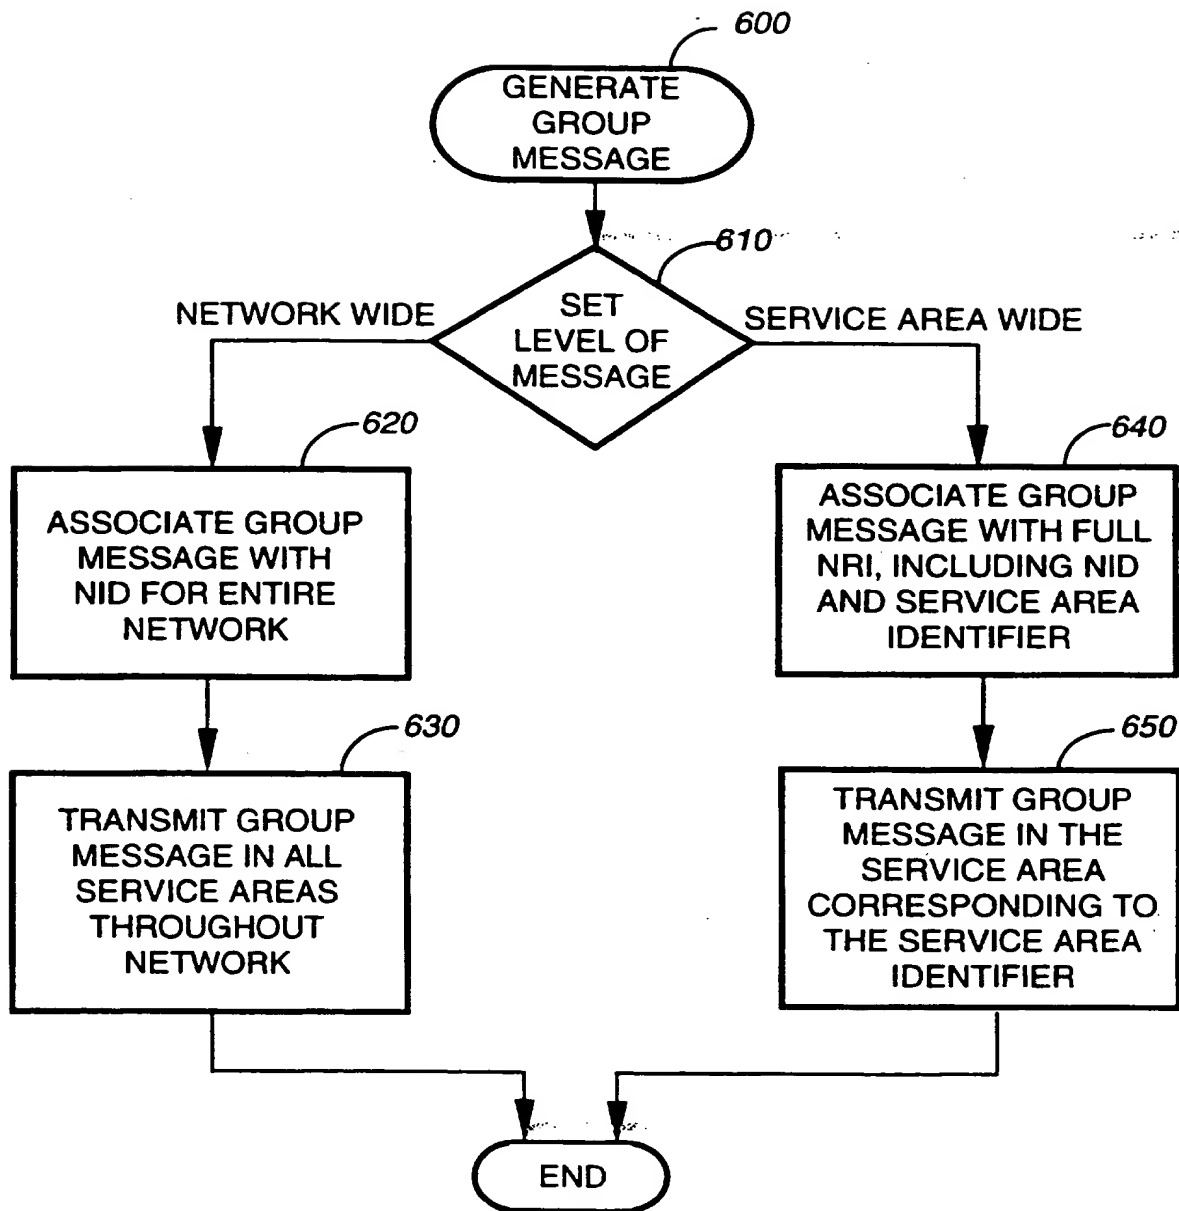 600
GENERATE
GROUP
MESSAGE
610
NETWORK WIDE
SET
LEVEL OF
MESSAGE
SERVICE AREA WIDE
620
ASSOCIATE GROUP
MESSAGE WITH
NID FOR ENTIRE
NETWORK
640
ASSOCIATE GROUP
MESSAGE WITH FULL
NRI, INCLUDING NID
AND SERVICE AREA
IDENTIFIER
630
TRANSMIT GROUP
MESSAGE IN ALL
SERVICE AREAS
THROUGHOUT
NETWORK
650
TRANSMIT GROUP
MESSAGE IN THE
SERVICE AREA
CORRESPONDING TO
THE SERVICE AREA
IDENTIFIER
END